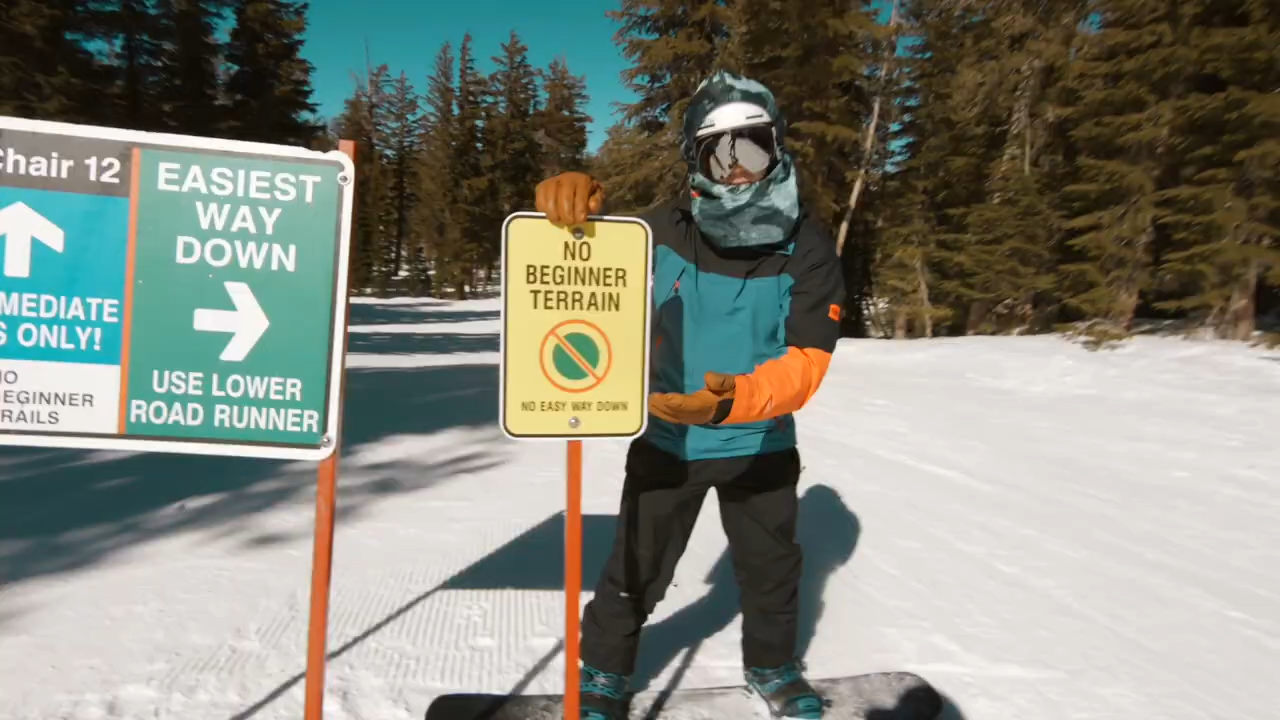 Chair 12
MEDIATE
S ONLY!
EGINNER
RAILS
EASIEST
WAY
DOWN
USE LOWER
ROAD RUNNER
NO
BEGINNER
TERRAIN
NO EASY WAY DOWN